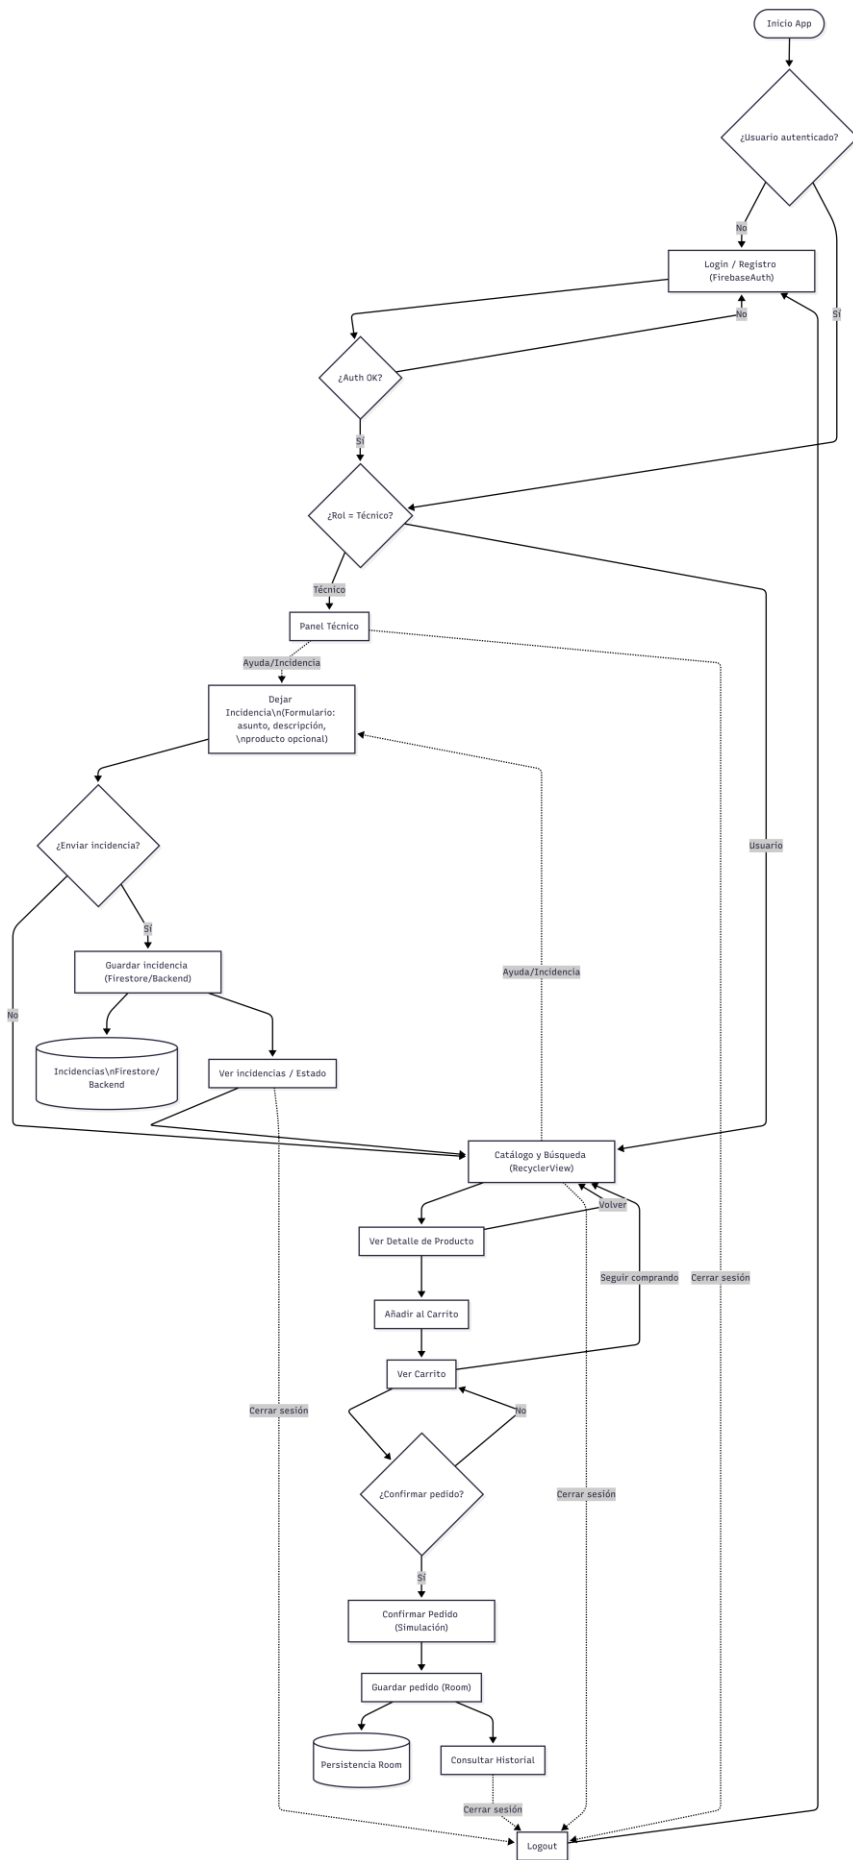 Inicio App
¿Usuario autenticado?
No
Login / Registro
(FirebaseAuth)
No
Sí
¿Auth OK?
Sí
¿Rol = Técnico?
Técnico
Panel Técnico
Ayuda/Incidencia
Dejar
Incidencia\n(Formulario:
asunto, descripción,
\nproducto opcional)
¿Enviar incidencia?
Usuario
Sí
Guardar incidencia
(Firestore/Backend)
Ayuda/Incidencia
No
Incidencias\nFirestore/
Backend
Ver incidencias / Estado
Catálogo y Búsqueda
(RecyclerView)
Volver
Ver Detalle de Producto
Seguir comprando
Cerrar sesión
Añadir al Carrito
Ver Carrito
Cerrar sesión
No
¿Confirmar pedido?
Cerrar sesión
Sí
Confirmar Pedido
(Simulación)
Guardar pedido (Room)
Persistencia Room
Consultar Historial
Cerrar sesión
Logout